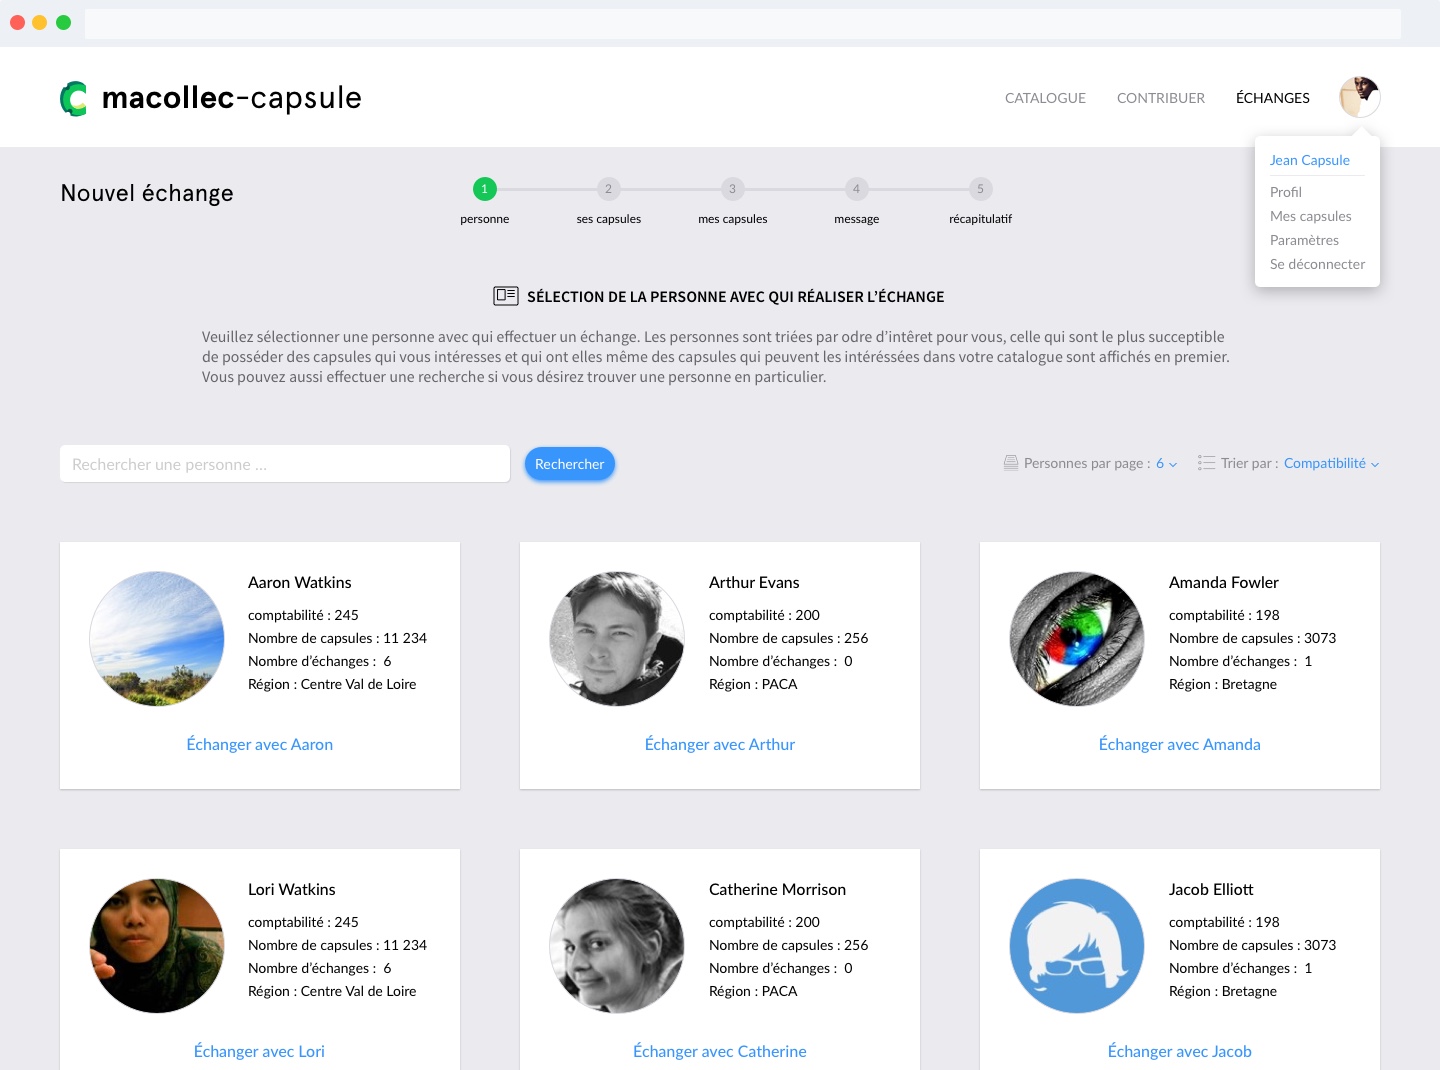 macollec-capsule
CATALOGUE
CONTRIBUER
ÉCHANGES
Jean Capsule
Profil
Mes capsules
Paramètres
Se déconnecter
Nouvel échange
1
2
3
4
5
personne
ses capsules
mes capsules
message
récapitulatif
SÉLECTION DE LA PERSONNE AVEC QUI RÉALISER L’ÉCHANGE
Veuillez sélectionner une personne avec qui effectuer un échange. Les personnes sont triées par odre d’intêret pour vous, celle qui sont le plus succeptible
de posséder des capsules qui vous intéresses et qui ont elles même des capsules qui peuvent les intéréssées dans votre catalogue sont affichés en premier.
Vous pouvez aussi effectuer une recherche si vous désirez trouver une personne en particulier.
Rechercher une personne ...
Rechercher
Personnes par page : 6
Trier par : Compatibilité
Aaron Watkins
comptabilité : 245
Nombre de capsules : 11 234
Nombre d’échanges : 6
Région : Centre Val de Loire
Échanger avec Aaron
Arthur Evans
comptabilité : 200
Nombre de capsules : 256
Nombre d’échanges : 0
Région : PACA
Échanger avec Arthur
Amanda Fowler
comptabilité : 198
Nombre de capsules : 3073
Nombre d’échanges : 1
Région : Bretagne
Échanger avec Amanda
Lori Watkins
comptabilité : 245
Nombre de capsules : 11 234
Nombre d’échanges : 6
Région : Centre Val de Loire
Échanger avec Lori
Catherine Morrison
comptabilité : 200
Nombre de capsules : 256
Nombre d’échanges : 0
Région : PACA
Échanger avec Catherine
Jacob Elliott
comptabilité : 198
Nombre de capsules : 3073
Nombre d’échanges : 1
Région : Bretagne
Échanger avec Jacob